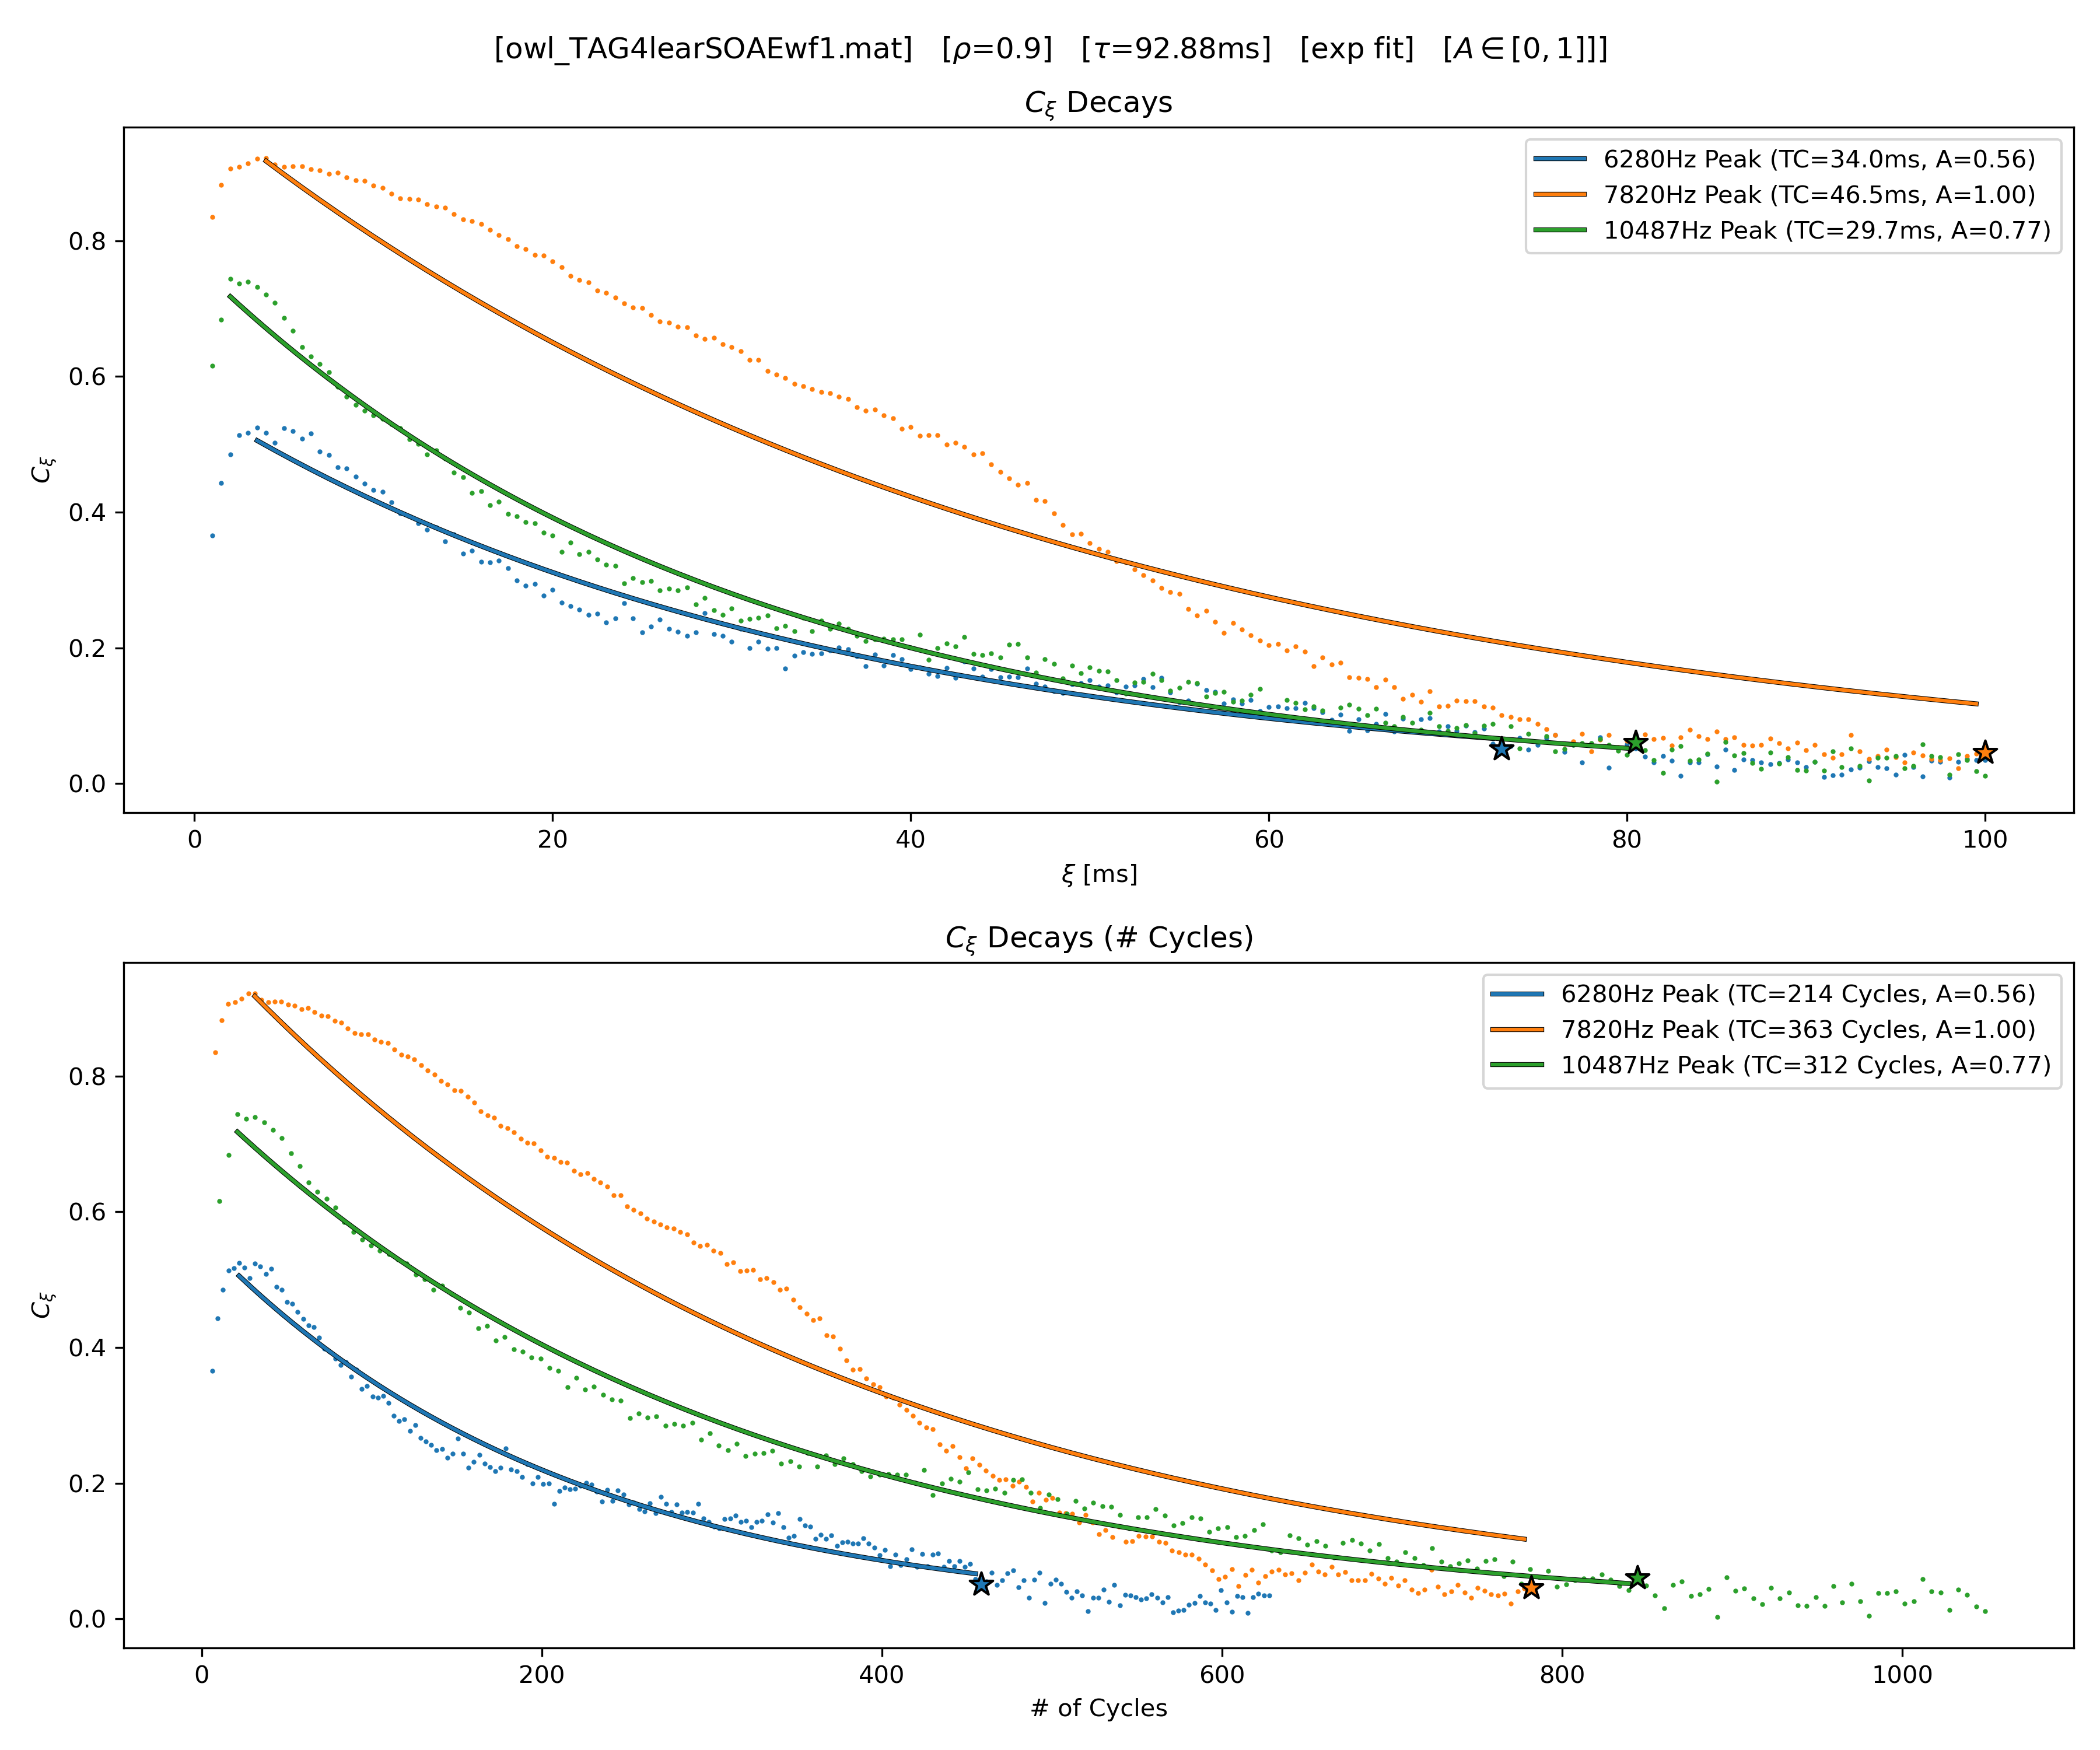 [owl_TAG4learSOAEwf1.mat] [ρ=0.9] [τ=92.88ms] [exp fit] [A ∈ [0, 1]]]
C_ξ Decays
6280Hz Peak (TC=34.0ms, A=0.56)
7820Hz Peak (TC=46.5ms, A=1.00)
10487Hz Peak (TC=29.7ms, A=0.77)
C_ξ
0.8
0.6
0.4
0.2
0.0
0 20 40 60 80 100
ξ [ms]
C_ξ Decays (# Cycles)
6280Hz Peak (TC=214 Cycles, A=0.56)
7820Hz Peak (TC=363 Cycles, A=1.00)
10487Hz Peak (TC=312 Cycles, A=0.77)
C_ξ
0.8
0.6
0.4
0.2
0.0
0 200 400 600 800 1000
# of Cycles